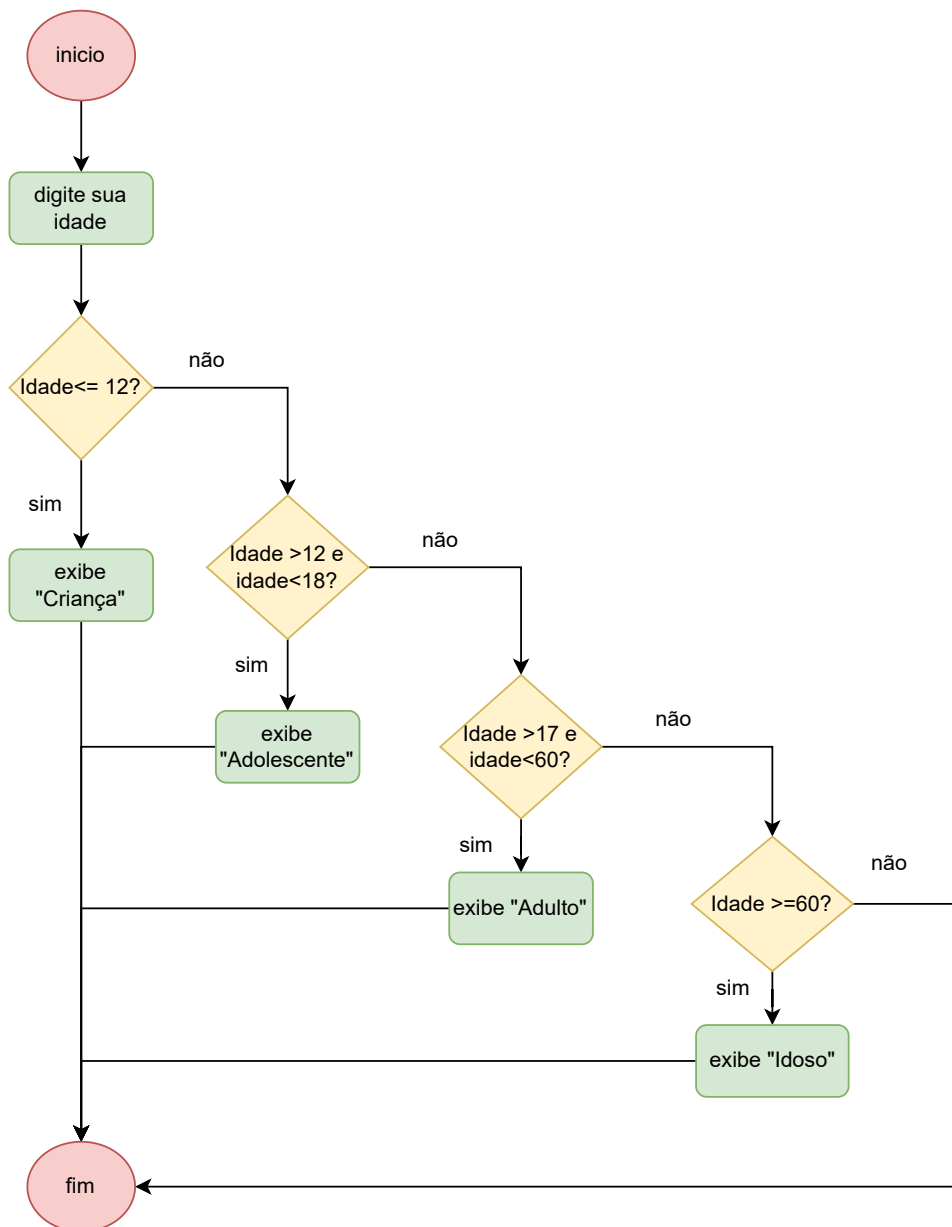 inicio
digite sua
idade
Idade<= 12?
não
sim
exibe
"Criança"
Idade >12 e
idade<18?
não
sim
exibe
"Adolescente"
Idade >17 e
idade<60?
não
sim
exibe "Adulto"
Idade >=60?
não
sim
exibe "Idoso"
fim